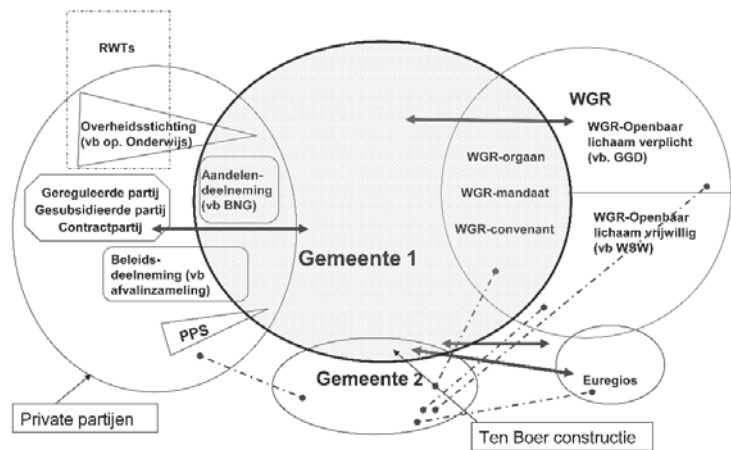 RWTs
Overheidsstichting
(vb op. Onderwijs)
Gereguleerde partij
Gesubsidieerde partij
Contractpartij
Aandelen-
deelneming
(vb BNG)
Beleids-
deelneming (vb
afvalinzameling)
PPS
Private partijen
Gemeente 1
Gemeente 2
WGR-orgaan
WGR-mandaat
WGR-convenant
WGR
WGR-Openbaar
lichaam verplicht
(vb. GGD)
WGR-Openbaar
lichaam vrijwillig
(vb WSW)
Euregios
Ten Boer constructie